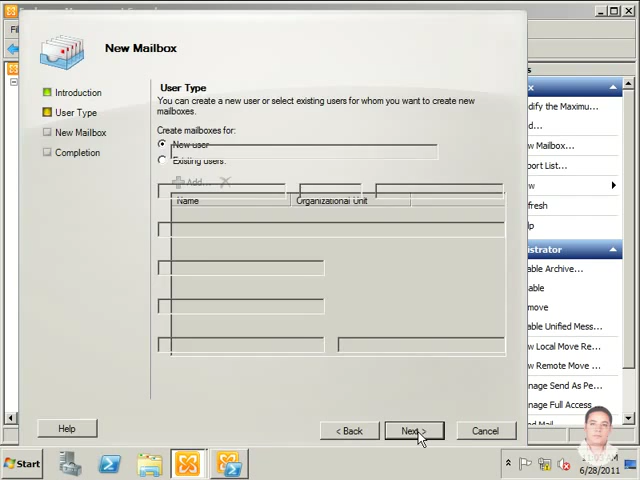 New Mailbox
Introduction
User Type
New Mailbox
Completion
User Type
You can create a new user or select existing users for whom you want to create new
mailboxes.
Create mailboxes for:
New user
Existing users:
Add...
Name
Organizational Unit
Help
< Back
Next >
Cancel
dify the Maximu...
d...
w Mailbox...
port List...
w
fresh
lp
istrator
able Archive...
able
move
able Unified Mess...
w Local Move Re...
w Remote Move ...
nage Send As Pe...
nage Full Access...
nd Mail
Start
6/28/2011